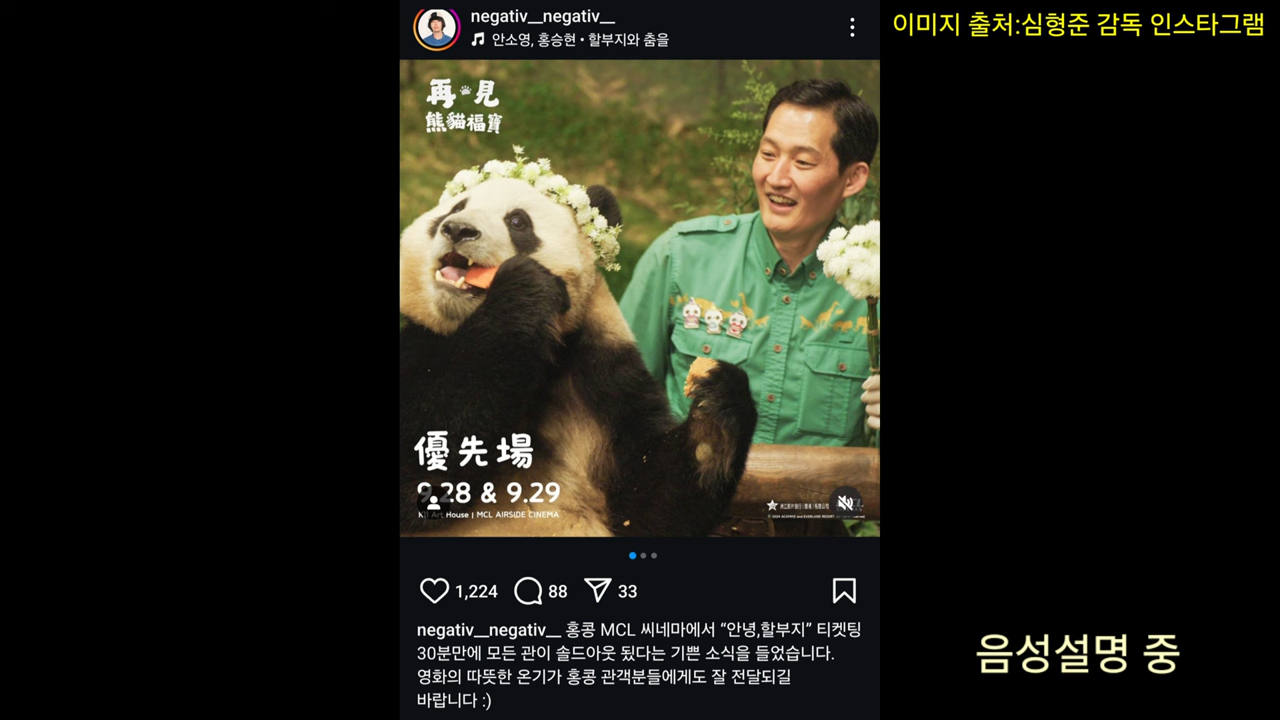 negativ__negativ__
안소영, 홍승현 • 할부지와 춤을
이미지 출처:심형준 감독 인스타그램
再見
熊貓福寶
優先場
9.28 & 9.29
House | MCL AIRSIDE CINEMA
1,224
88
33
negativ__negativ__ 홍콩 MCL 씨네마에서 “안녕,할부지” 티켓팅
30분만에 모든 관이 솔드아웃 됬다는 기쁜 소식을 들었습니다.
영화의 따뜻한 온기가 홍콩 관객분들에게도 잘 전달되길
바랍니다 :)
음성설명 중